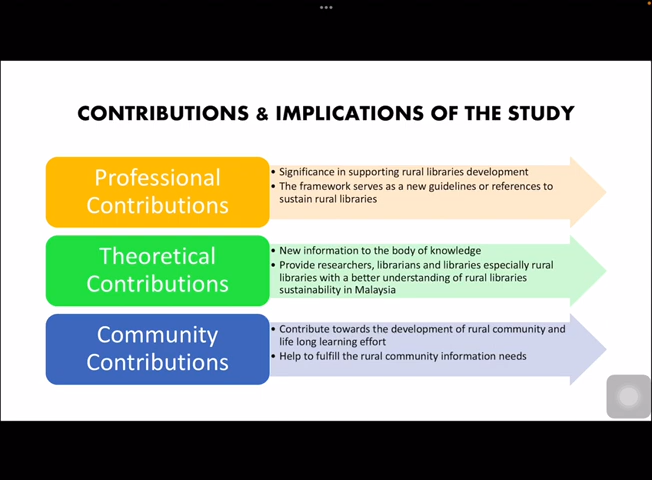 CONTRIBUTIONS & IMPLICATIONS OF THE STUDY
Professional
Contributions
• Significance in supporting rural libraries development
• The framework serves as a new guidelines or references to
sustain rural libraries
Theoretical
Contributions
• New information to the body of knowledge
• Provide researchers, librarians and libraries especially rural
libraries with a better understanding of rural libraries
sustainability in Malaysia
Community
Contributions
• Contribute towards the development of rural community and
life long learning effort
• Help to fulfill the rural community information needs